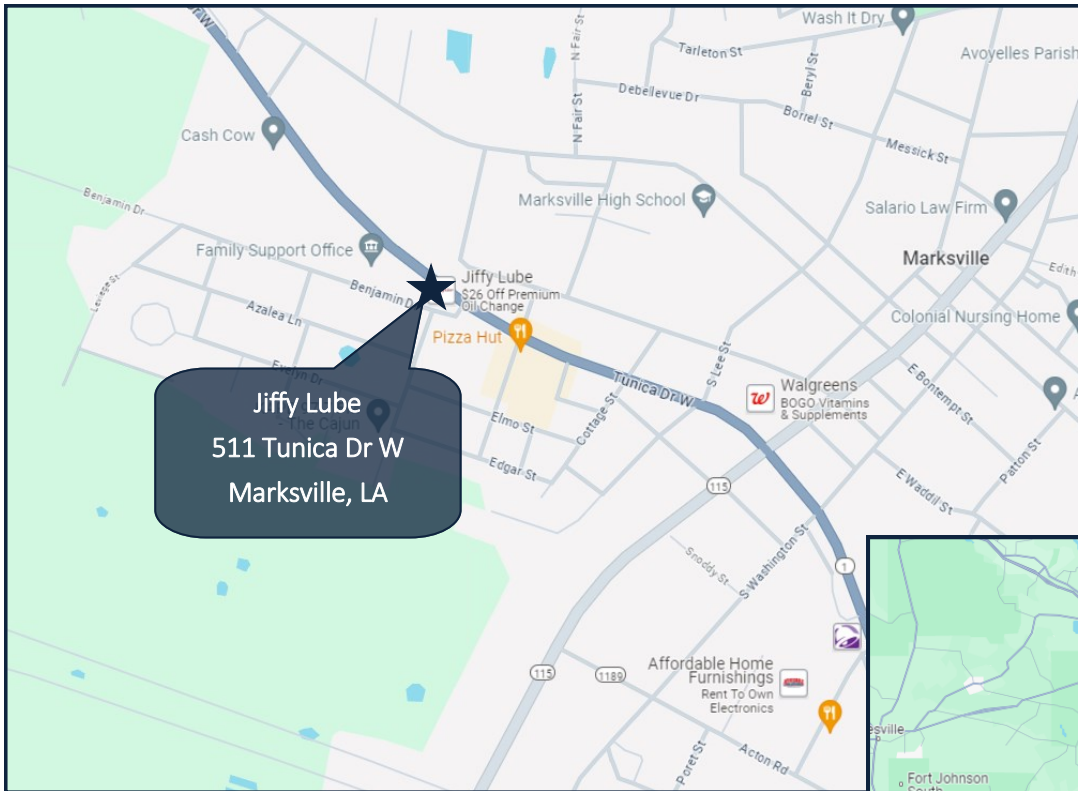 Dr W
Wash It Dry
N Fair St
Tarleton St
Beryl St
Avoyelles Parish
Debellevue Dr
Boriel St
N Fair St
Messick St
Cash Cow
Benjamin Dr
Marksville High School
Salario Law Firm
Family Support Office
Marksville
Edith
Jiffy Lube
$26 Off Premium
Oil Change
Benjamin D
Azalea Ln
Colonial Nursing Home
Pizza Hut
Evelyn Dr
S Lee St
Tunica Dr W
Walgreens
BOGO Vitamins
& Supplements
E Bontempt St
Jiffy Lube
511 Tunica Dr W
Marksville, LA
- The Cajun
Elmo St
Cottage St
Edgar St
Patton St
E Waddil St
115
Snoddy St
S Washington St
1
115
1189
Affordable Home
Furnishings
Rent To Own
Electronics
Poret St
Acton Rd
esville
Fort Johnson
South